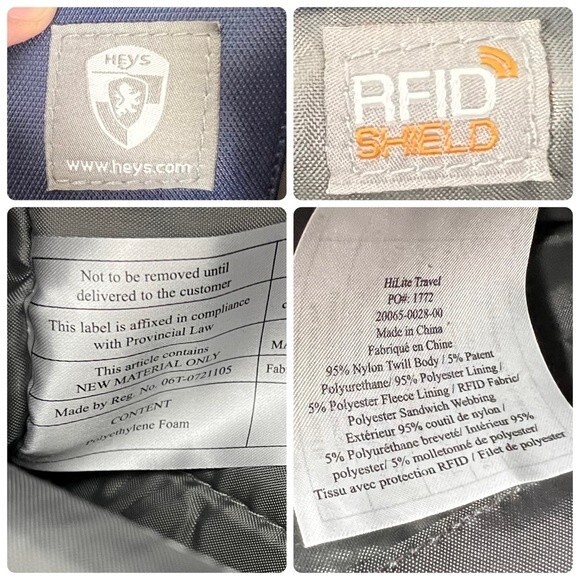 HEYS
www.heys.com
RFID
SHIELD
Not to be removed until
delivered to the customer
This label is affixed in compliance
with Provincial Law
This article contains
NEW MATERIAL ONLY
Made by Reg. No. 06T-0721105
CONTENT
Polyethylene Foam
MA
Fab
HiLite Travel
PO#: 1772
20065-0028-00
Made in China
Fabriqué en Chine
95% Nylon Twill Body / 5% Patent
Polyurethane/ 95% Polyester Lining /
5% Polyester Fleece Lining / RFID Fabric/
Polyester Sandwich Webbing
Extérieur 95% coutil de nylon /
5% Polyuréthane breveté/ Intérieur 95%
polyester/ 5% molletonné de polyester/
Tissu avec protection RFID / Filet de polyester